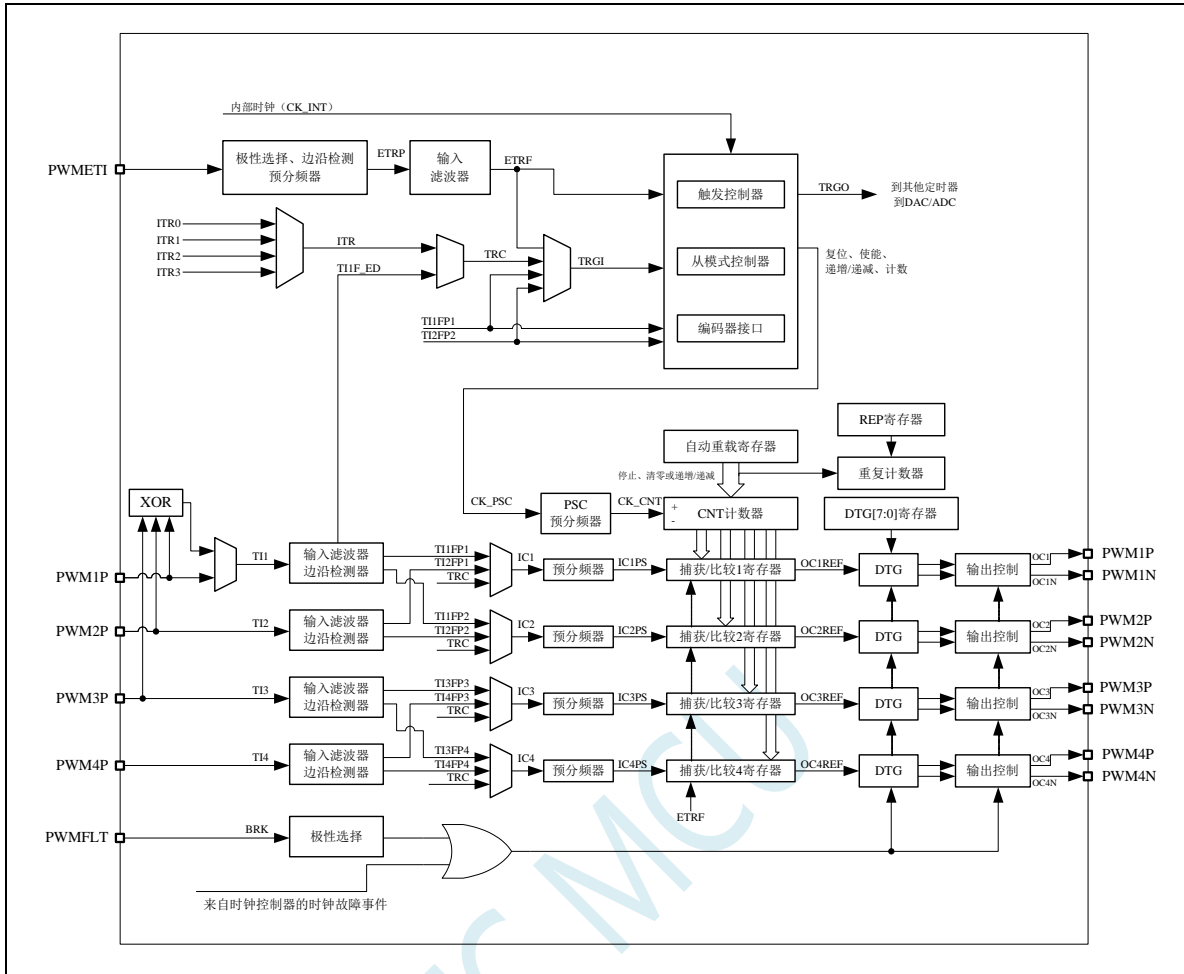 内部时钟（CK_INT）
PWMETI
极性选择、边沿检测
预分频器
ETRP
输入
滤波器
ETRF
触发控制器
TRGO
到其他定时器
到DAC/ADC
ITR0
ITR1
ITR2
ITR3
ITR
TI1F_ED
TRC
TRGI
从模式控制器
复位、使能、
递增/递减、计数
TI1FP1
TI2FP2
编码器接口
REP寄存器
自动重载寄存器
停止、清零或递增/递减
重复计数器
XOR
CK_PSC
PSC
预分频器
CK_CNT
+
-
CNT计数器
DTG[7:0]寄存器
PWM1P
TI1
输入滤波器
边沿检测器
TI1FP1
TI2FP1
TRC
IC1
预分频器
IC1PS
捕获/比较1寄存器
OC1REF
DTG
输出控制
OC1
OC1N
PWM1P
PWM1N
PWM2P
TI2
输入滤波器
边沿检测器
TI1FP2
TI2FP2
TRC
IC2
预分频器
IC2PS
捕获/比较2寄存器
OC2REF
DTG
输出控制
OC2
OC2N
PWM2P
PWM2N
PWM3P
TI3
输入滤波器
边沿检测器
TI3FP3
TI4FP3
TRC
IC3
预分频器
IC3PS
捕获/比较3寄存器
OC3REF
DTG
输出控制
OC3
OC3N
PWM3P
PWM3N
PWM4P
TI4
输入滤波器
边沿检测器
TI3FP4
TI4FP4
TRC
IC4
预分频器
IC4PS
捕获/比较4寄存器
OC4REF
DTG
输出控制
OC4
OC4N
PWM4P
PWM4N
ETRF
PWMFLT
BRK
极性选择
来自时钟控制器的时钟故障事件
MCU